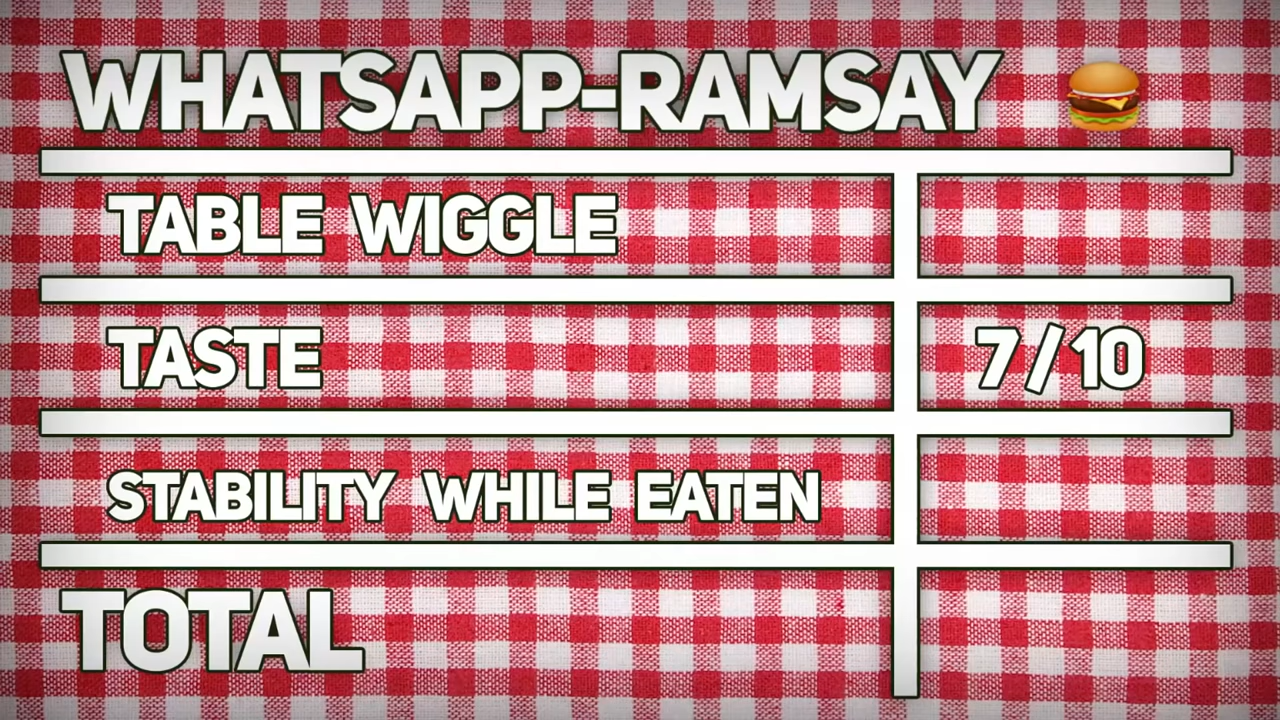 WHATSAPP-RAMSAY 🍔
TABLE WIGGLE
TASTE 7/10
STABILITY WHILE EATEN
TOTAL